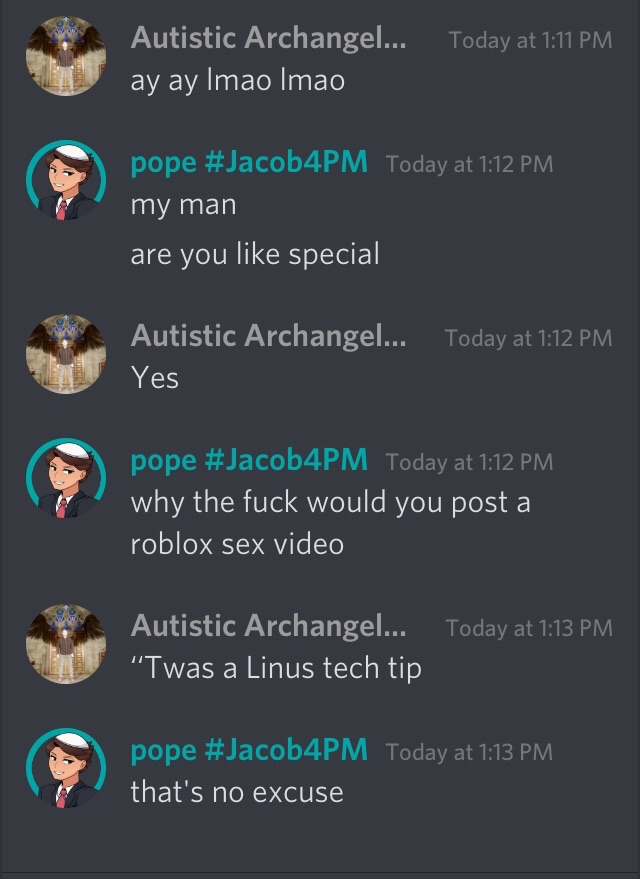 Autistic Archangel... Today at 1:11 PM
ay ay lmao lmao
pope #Jacob4PM Today at 1:12 PM
my man
are you like special
Autistic Archangel... Today at 1:12 PM
Yes
pope #Jacob4PM Today at 1:12 PM
why the fuck would you post a
roblox sex video
Autistic Archangel... Today at 1:13 PM
“Twas a Linus tech tip
pope #Jacob4PM Today at 1:13 PM
that's no excuse